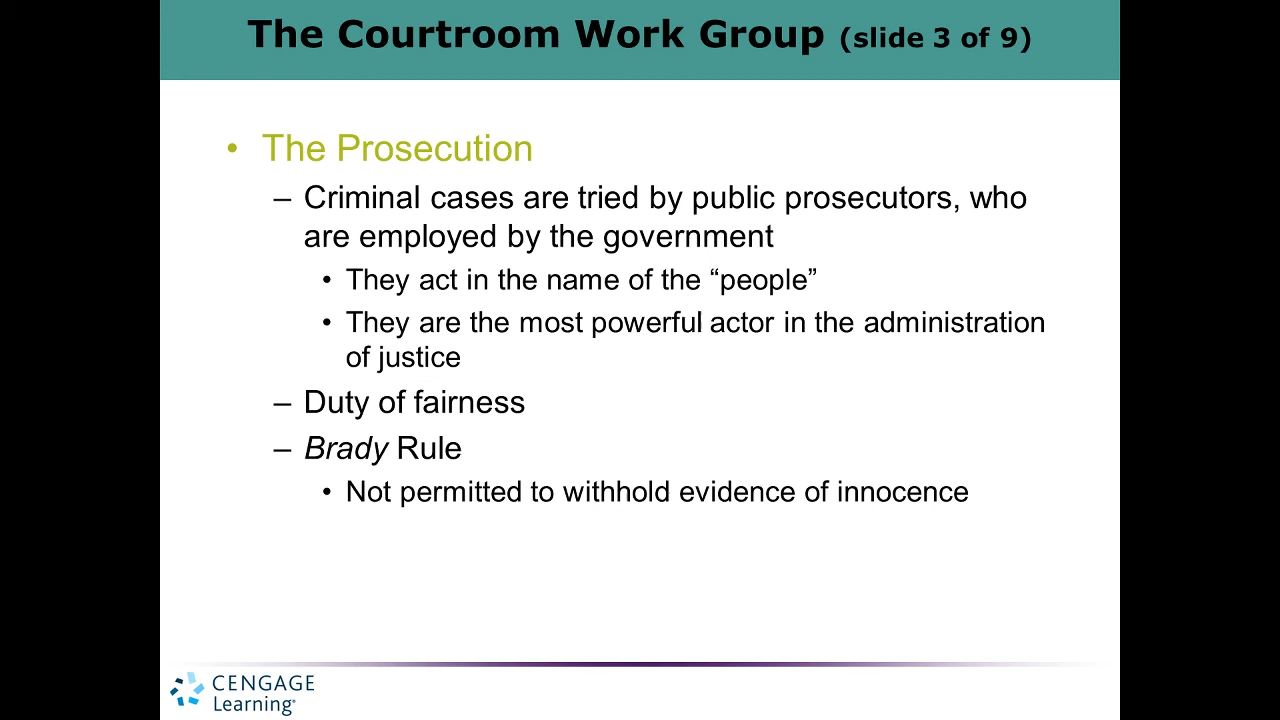 The Courtroom Work Group (slide 3 of 9)
• The Prosecution
– Criminal cases are tried by public prosecutors, who
are employed by the government
• They act in the name of the “people”
• They are the most powerful actor in the administration
of justice
– Duty of fairness
– Brady Rule
• Not permitted to withhold evidence of innocence
CENGAGE
Learning®